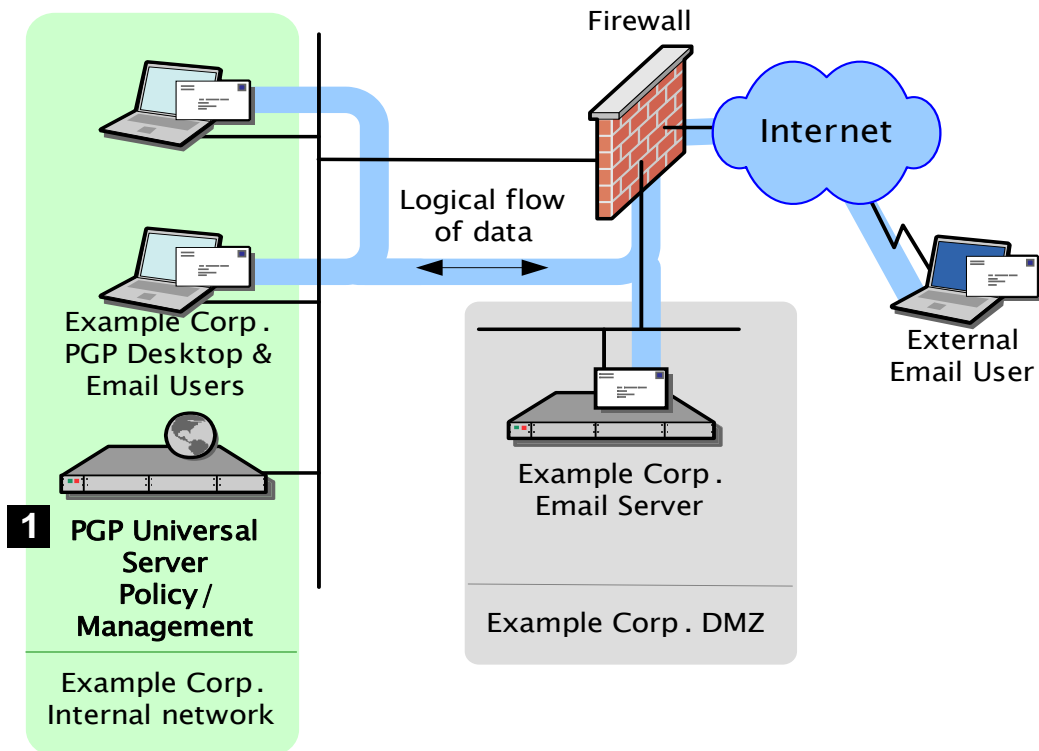 Firewall
Internet
Logical flow
of data
Example Corp.
PGP Desktop &
Email Users
External
Email User
Example Corp.
Email Server
1
PGP Universal
Server
Policy/
Management
Example Corp. DMZ
Example Corp.
Internal network